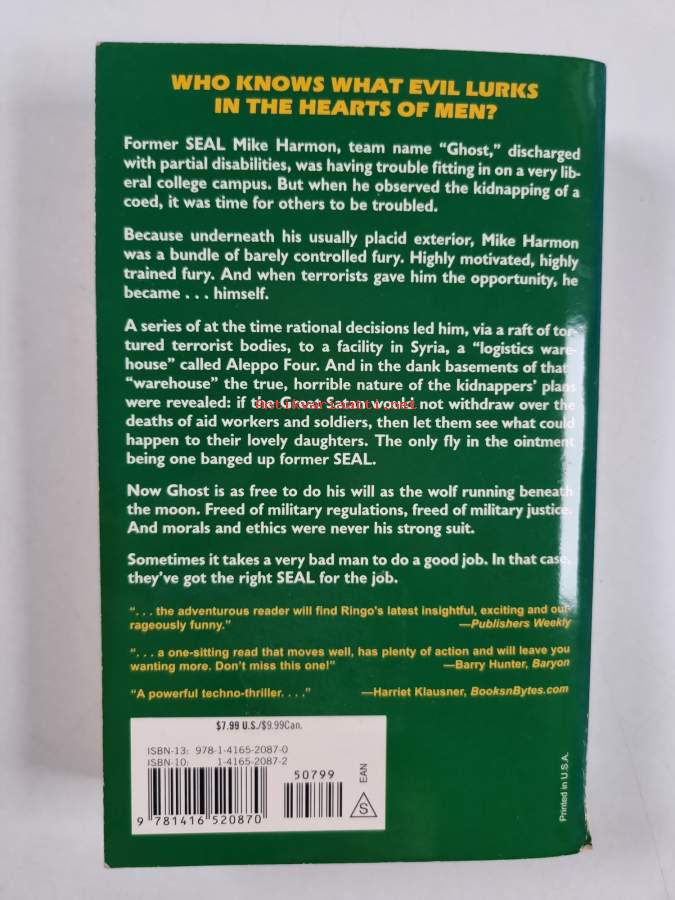 WHO KNOWS WHAT EVIL LURKS
IN THE HEARTS OF MEN?
Former SEAL Mike Harmon, team name “Ghost,” discharged
with partial disabilities, was having trouble fitting in on a very lib-
eral college campus. But when he observed the kidnapping of a
coed, it was time for others to be troubled.
Because underneath his usually placid exterior, Mike Harmon
was a bundle of barely controlled fury. Highly motivated, highly
trained fury. And when terrorists gave him the opportunity, he
became . . . himself.
A series of at the time rational decisions led him, via a raft of tor-
tured terrorist bodies, to a facility in Syria, a “logistics ware-
house” called Aleppo Four. And in the dank basements of that
“warehouse” the true, horrible nature of the kidnappers’ plans
were revealed: if the Great Satan would not withdraw over the
antikvariaatti.net
deaths of aid workers and soldiers, then let them see what could
happen to their lovely daughters. The only fly in the ointment
being one banged up former SEAL.
Now Ghost is as free to do his will as the wolf running beneath
the moon. Freed of military regulations, freed of military justice.
And morals and ethics were never his strong suit.
Sometimes it takes a very bad man to do a good job. In that case,
they’ve got the right SEAL for the job.
“. . . the adventurous reader will find Ringo’s latest insightful, exciting and out-
rageously funny.” —Publishers Weekly
“. . . a one-sitting read that moves well, has plenty of action and will leave you
wanting more. Don’t miss this one!” —Barry Hunter, Baryon
“A powerful techno-thriller. . . .” —Harriet Klausner, BooksnBytes.com
$7.99 U.S./$9.99Can.
ISBN-13: 978-1-4165-2087-0
ISBN-10: 1-4165-2087-2
50799
EAN
S
9 781416 520870
Printed in U.S.A.